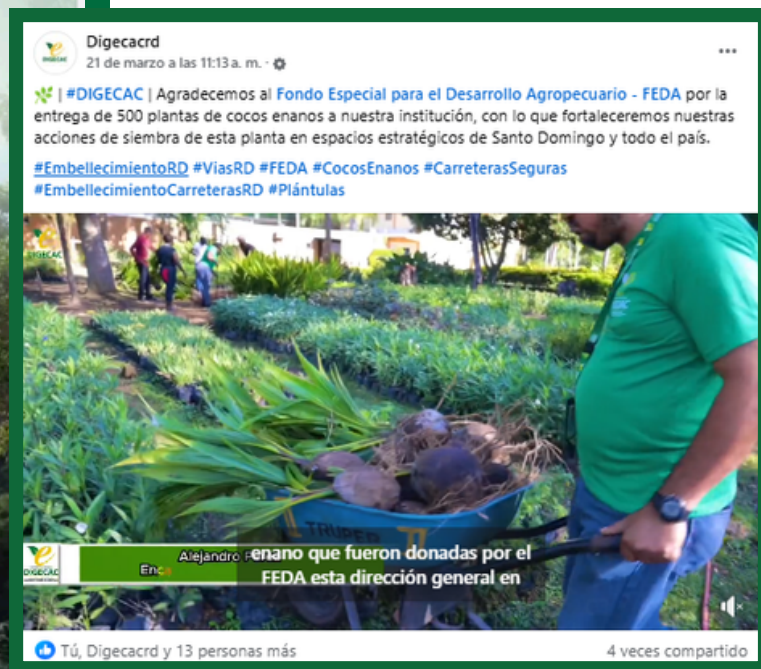 Digecacrd
21 de marzo a las 11:13 a. m. ·
| #DIGECAC | Agradecemos al Fondo Especial para el Desarrollo Agropecuario - FEDA por la
entrega de 500 plantas de cocos enanos a nuestra institución, con lo que fortaleceremos nuestras
acciones de siembra de esta planta en espacios estratégicos de Santo Domingo y todo el país.
#EmbellecimientoRD #ViasRD #FEDA #CocosEnanos #CarreterasSeguras
#EmbellecimientoCarreterasRD #Plántulas
DIGECAC
TRUPER
DIGECAC
Alejandro
enano que fueron donadas por el
FEDA esta dirección general en
Tú, Digecacrd y 13 personas más
4 veces compartido